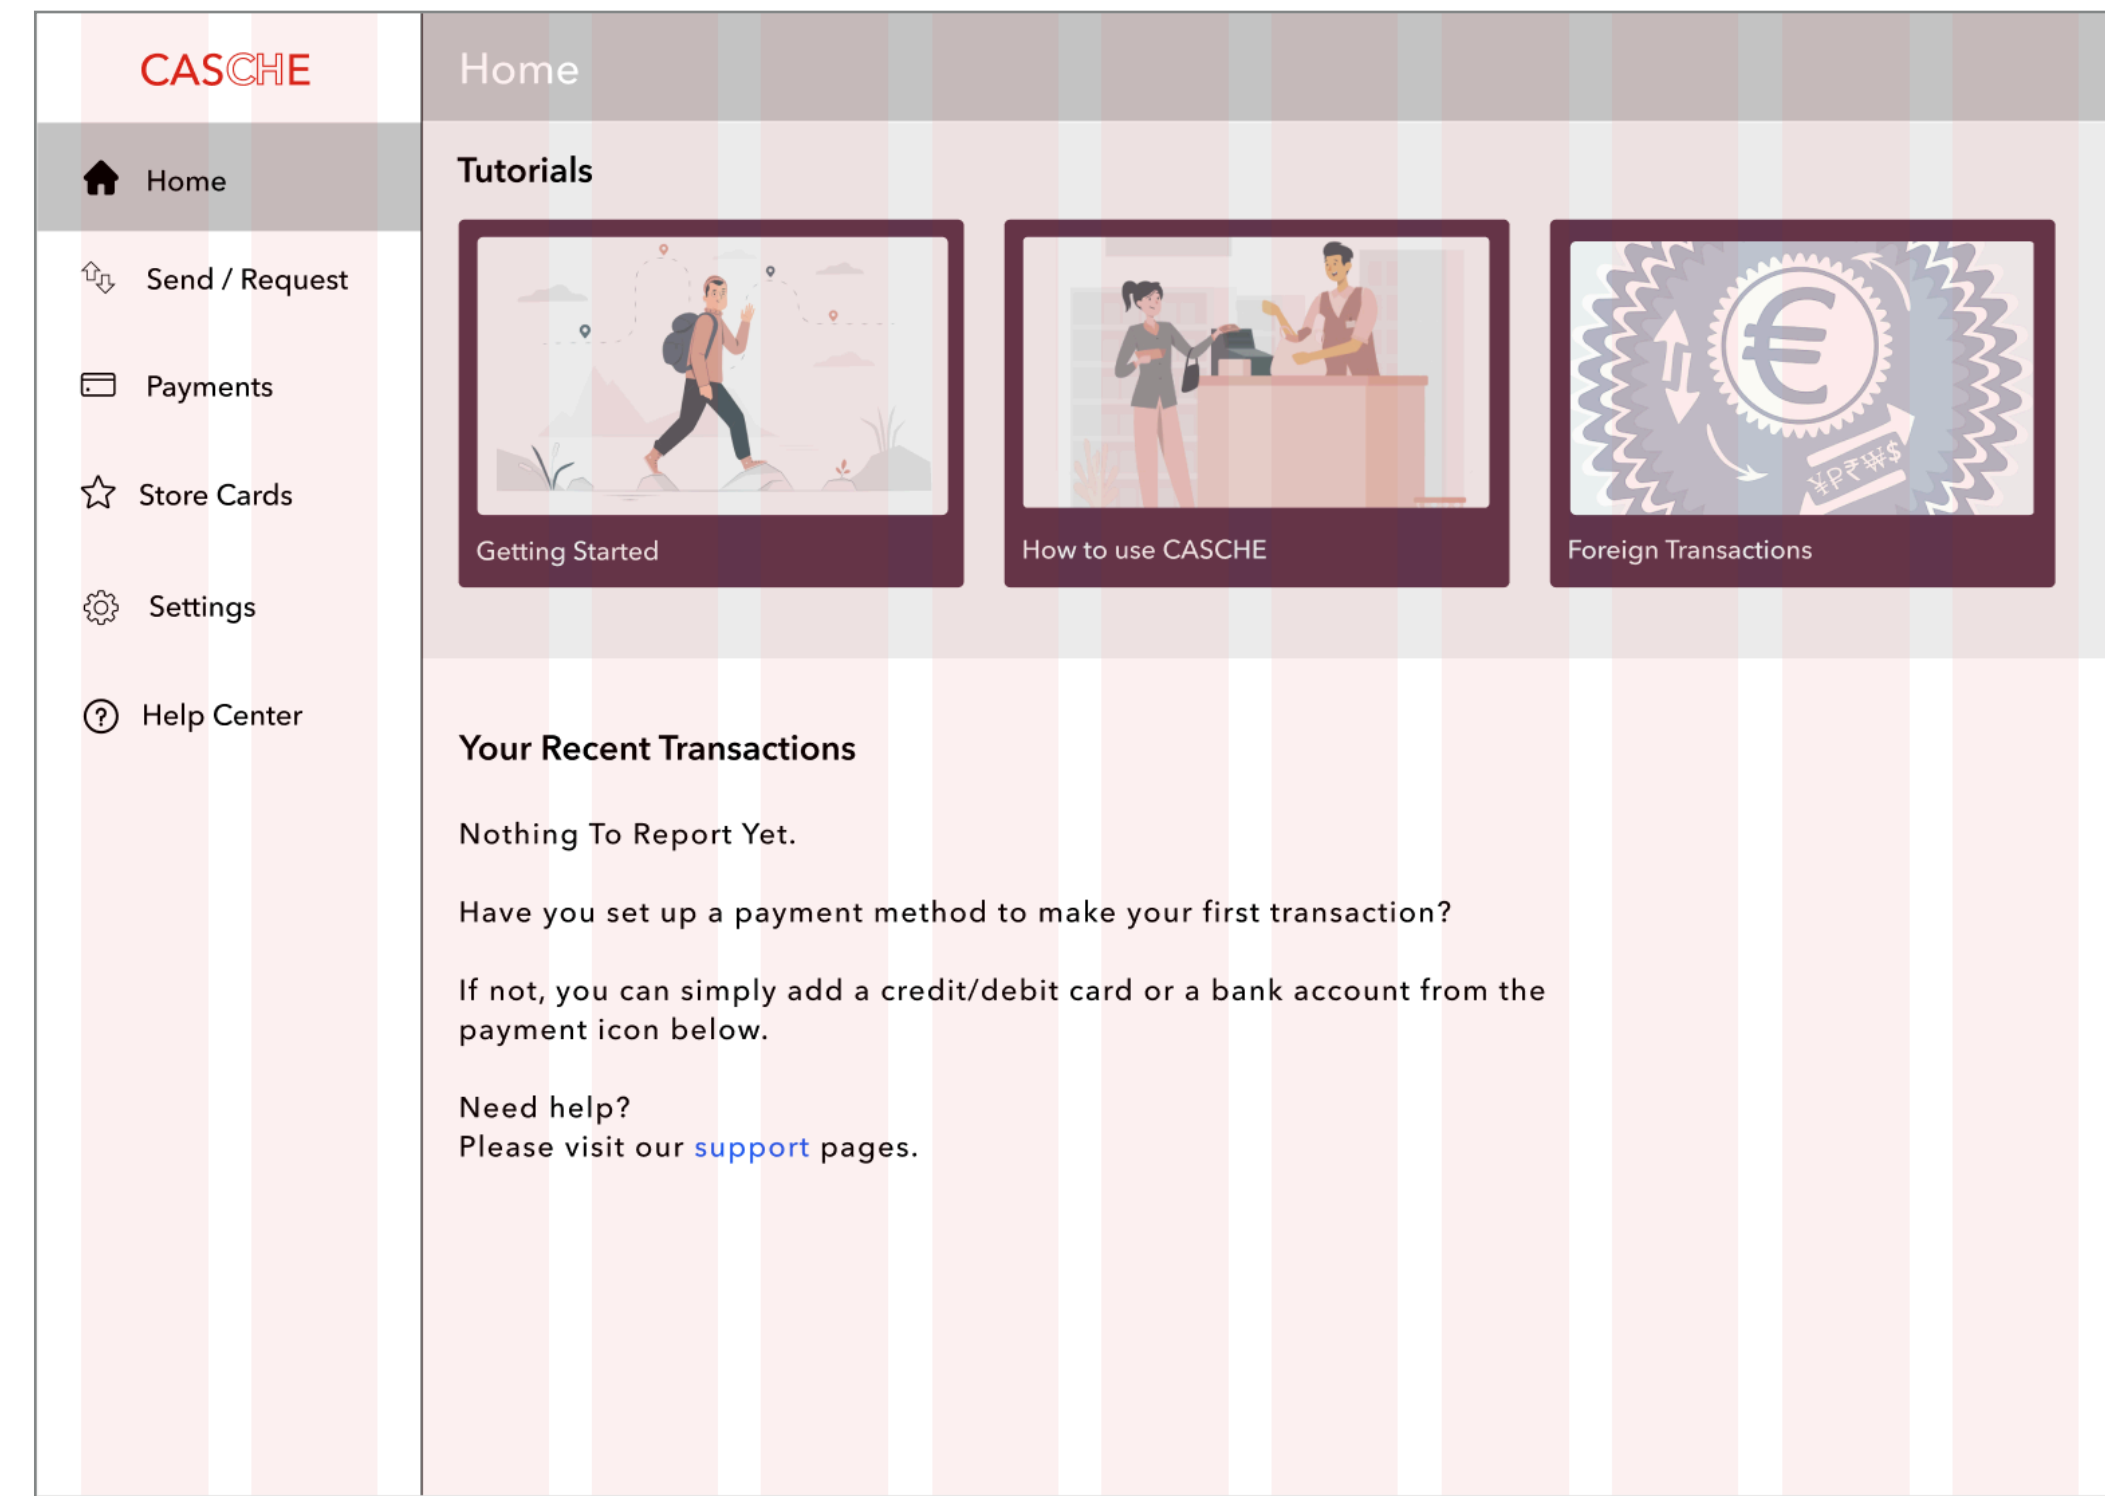 CASCHE
Home
Home
Send / Request
Payments
Store Cards
Settings
Help Center
Tutorials
€
¥₽₹₩$
Getting Started
How to use CASCHE
Foreign Transactions
Your Recent Transactions
Nothing To Report Yet.
Have you set up a payment method to make your first transaction?
If not, you can simply add a credit/debit card or a bank account from the
payment icon below.
Need help?
Please visit our support pages.